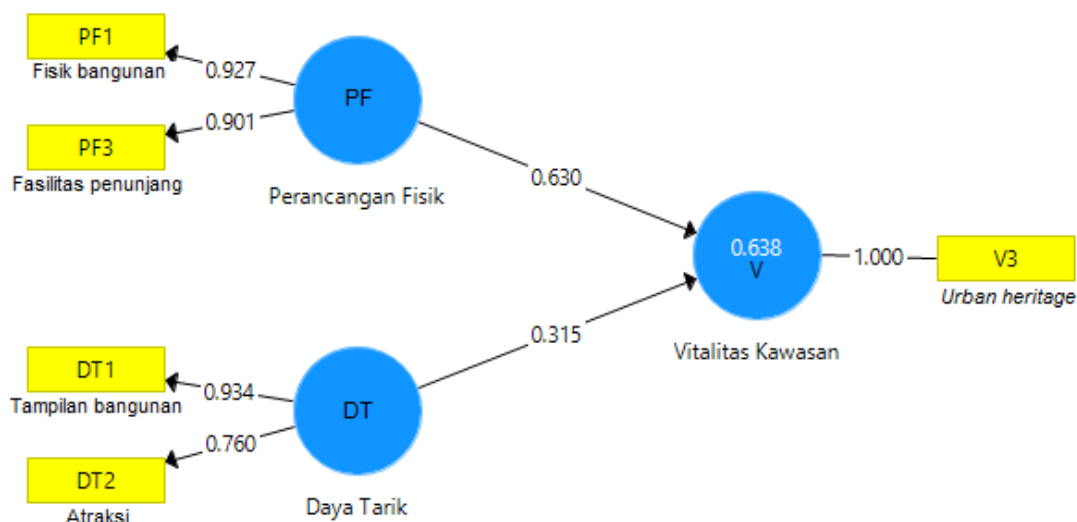 PF1
Fisik bangunan
0.927
PF
0.901
PF3
Fasilitas penunjang
Perancangan Fisik
0.630
0.638
V
1.000
V3
Urban heritage
Vitalitas Kawasan
0.315
DT1
Tampilan bangunan
0.934
DT
0.760
DT2
Atraksi
Daya Tarik